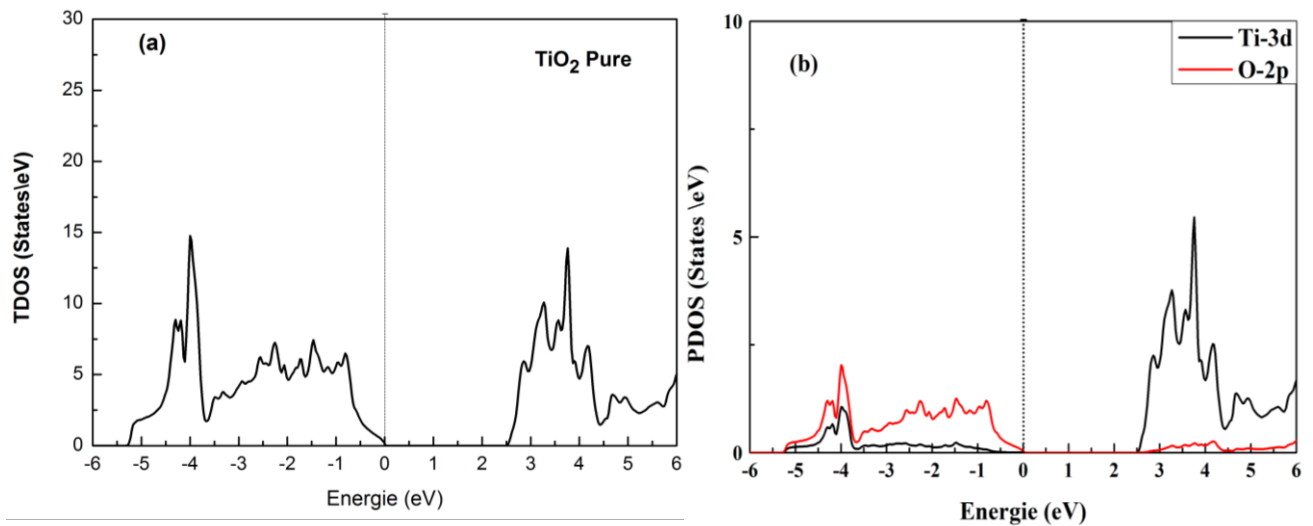 (a)
TiO2 Pure
TDOS (States\eV)
30
25
20
15
10
5
0
-6 -5 -4 -3 -2 -1 0 1 2 3 4 5 6
Energie (eV)
(b)
Ti-3d
O-2p
PDOS (States \eV)
10
5
0
-6 -5 -4 -3 -2 -1 0 1 2 3 4 5 6
Energie (eV)